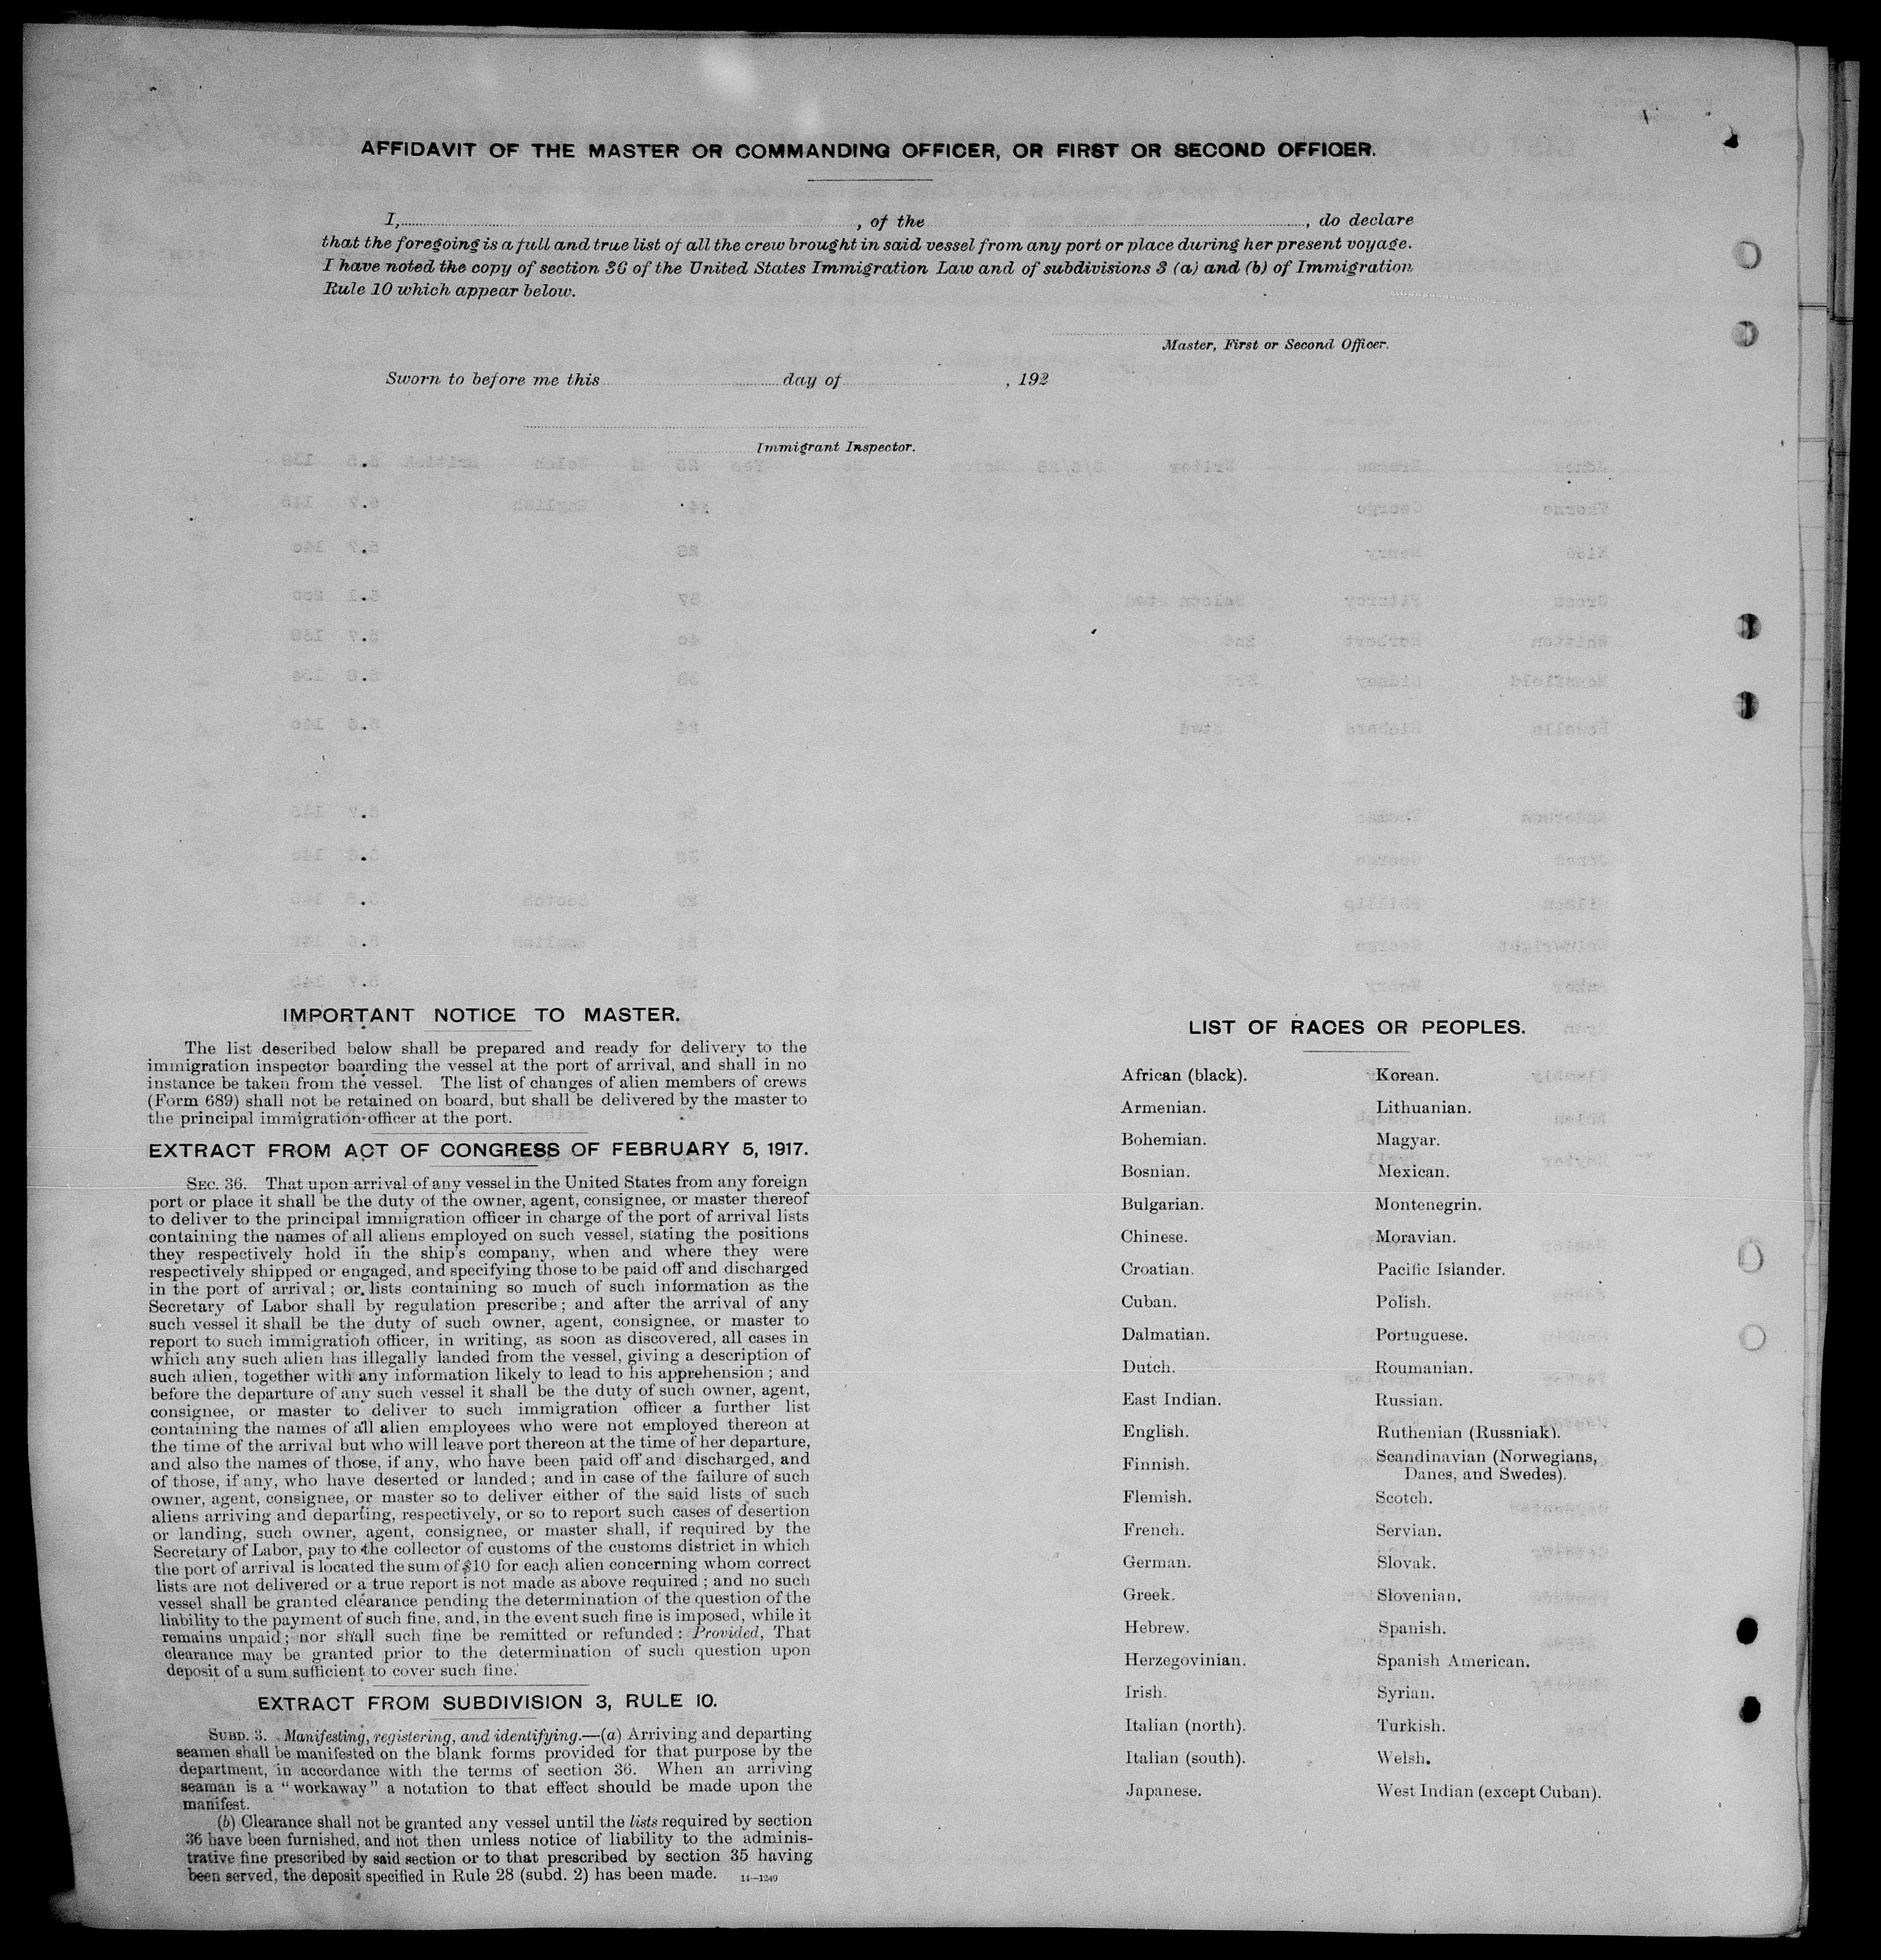 AFFIDAVIT OF THE MASTER OR COMMANDING OFFICER, OR FIRST OR SECOND OFFICER.
I, , of the , do declare
that the foregoing is a full and true list of all the crew brought in said vessel from any port or place during her present voyage.
I have noted the copy of section 36 of the United States Immigration Law and of subdivisions 3 (a) and (b) of Immigration
Rule 10 which appear below.
Master, First or Second Officer.
Sworn to before me this day of , 192
Immigrant Inspector.
IMPORTANT NOTICE TO MASTER.
The list described below shall be prepared and ready for delivery to the
immigration inspector boarding the vessel at the port of arrival, and shall in no
instance be taken from the vessel. The list of changes of alien members of crews
(Form 689) shall not be retained on board, but shall be delivered by the master to
the principal immigration officer at the port.
EXTRACT FROM ACT OF CONGRESS OF FEBRUARY 5, 1917.
SEC. 36. That upon arrival of any vessel in the United States from any foreign
port or place it shall be the duty of the owner, agent, consignee, or master thereof
to deliver to the principal immigration officer in charge of the port of arrival lists
containing the names of all aliens employed on such vessel, stating the positions
they respectively hold in the ship's company, when and where they were
respectively shipped or engaged, and specifying those to be paid off and discharged
in the port of arrival; or lists containing so much of such information as the
Secretary of Labor shall by regulation prescribe; and after the arrival of any
such vessel it shall be the duty of such owner, agent, consignee, or master to
report to such immigration officer, in writing, as soon as discovered, all cases in
which any such alien has illegally landed from the vessel, giving a description of
such alien, together with any information likely to lead to his apprehension; and
before the departure of any such vessel it shall be the duty of such owner, agent,
consignee, or master to deliver to such immigration officer a further list
containing the names of all alien employees who were not employed thereon at
the time of the arrival but who will leave port thereon at the time of her departure,
and also the names of those, if any, who have been paid off and discharged, and
of those, if any, who have deserted or landed; and in case of the failure of such
owner, agent, consignee, or master so to deliver either of the said lists of such
aliens arriving and departing, respectively, or so to report such cases of desertion
or landing, such owner, agent, consignee, or master shall, if required by the
Secretary of Labor, pay to the collector of customs of the customs district in which
the port of arrival is located the sum of $10 for each alien concerning whom correct
lists are not delivered or a true report is not made as above required; and no such
vessel shall be granted clearance pending the determination of the question of the
liability to the payment of such fine, and, in the event such fine is imposed, while it
remains unpaid; nor shall such fine be remitted or refunded: Provided, That
clearance may be granted prior to the determination of such question upon
deposit of a sum sufficient to cover such fine.
EXTRACT FROM SUBDIVISION 3, RULE 10.
SUBD. 3. Manifesting, registering, and identifying.—(a) Arriving and departing
seamen shall be manifested on the blank forms provided for that purpose by the
department, in accordance with the terms of section 36. When an arriving
seaman is a "workaway" a notation to that effect should be made upon the
manifest.
(b) Clearance shall not be granted any vessel until the lists required by section
36 have been furnished, and not then unless notice of liability to the adminis-
trative fine prescribed by said section or to that prescribed by section 35 having
been served, the deposit specified in Rule 28 (subd. 2) has been made. 14—1240
LIST OF RACES OR PEOPLES.
African (black).
Armenian.
Bohemian.
Bosnian.
Bulgarian.
Chinese.
Croatian.
Cuban.
Dalmatian.
Dutch.
East Indian.
English.
Finnish.
Flemish.
French.
German.
Greek.
Hebrew.
Herzegovinian.
Irish.
Italian (north).
Italian (south).
Japanese.
Korean.
Lithuanian.
Magyar.
Mexican.
Montenegrin.
Moravian.
Pacific Islander.
Polish.
Portuguese.
Roumanian.
Russian.
Ruthenian (Russniak).
Scandinavian (Norwegians,
Danes, and Swedes).
Scotch.
Servian.
Slovak.
Slovenian.
Spanish.
Spanish American.
Syrian.
Turkish.
Welsh.
West Indian (except Cuban).